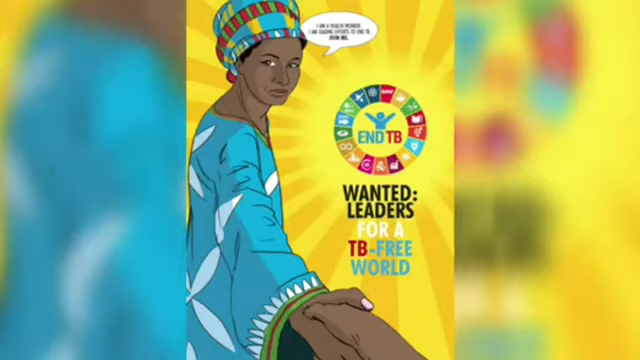 I AM A HEALTH WORKER
I AM LEADING EFFORTS TO END TB.
JOIN ME.
END TB
WANTED:
LEADERS
FOR A
TB-FREE
WORLD